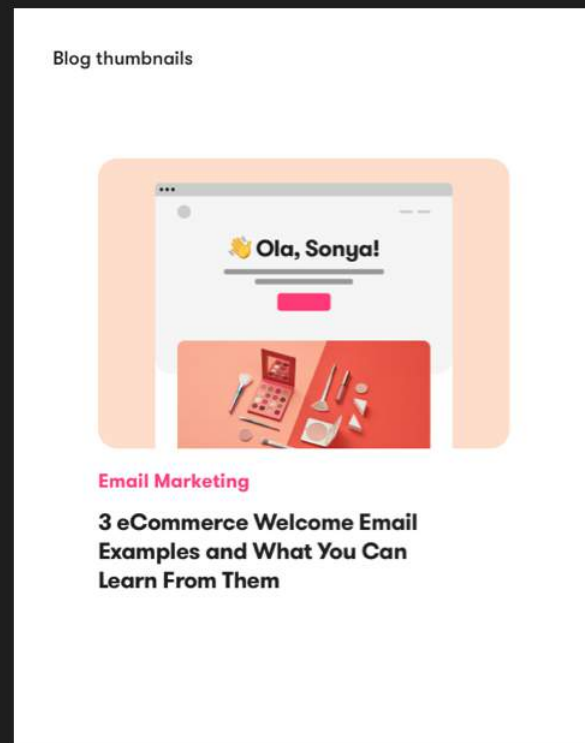 Blog thumbnails
👋 Ola, Sonya!
Email Marketing
3 eCommerce Welcome Email
Examples and What You Can
Learn From Them